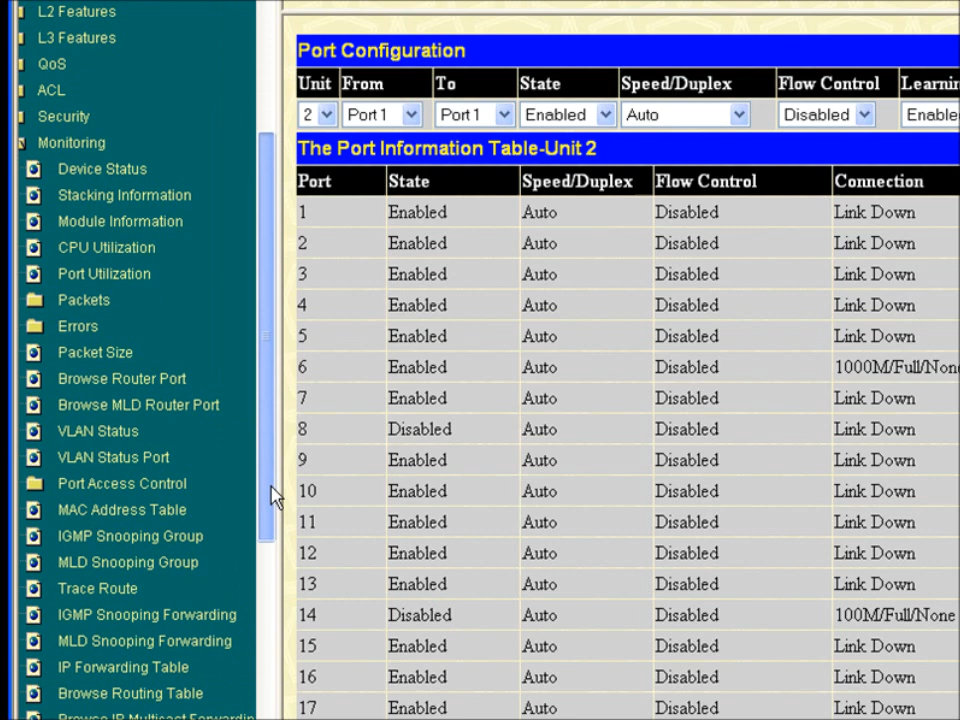 L2 Features
L3 Features
QoS
ACL
Security
Monitoring
Device Status
Stacking Information
Module Information
CPU Utilization
Port Utilization
Packets
Errors
Packet Size
Browse Router Port
Browse MLD Router Port
VLAN Status
VLAN Status Port
Port Access Control
MAC Address Table
IGMP Snooping Group
MLD Snooping Group
Trace Route
IGMP Snooping Forwarding
MLD Snooping Forwarding
IP Forwarding Table
Browse Routing Table
Browse IP Multicast Forwardin
Port Configuration
Unit From To State Speed/Duplex Flow Control Learnin
2 Port 1 Port 1 Enabled Auto Disabled Enable
The Port Information Table-Unit 2
Port State Speed/Duplex Flow Control Connection
1 Enabled Auto Disabled Link Down
2 Enabled Auto Disabled Link Down
3 Enabled Auto Disabled Link Down
4 Enabled Auto Disabled Link Down
5 Enabled Auto Disabled Link Down
6 Enabled Auto Disabled 1000M/Full/None
7 Enabled Auto Disabled Link Down
8 Disabled Auto Disabled Link Down
9 Enabled Auto Disabled Link Down
10 Enabled Auto Disabled Link Down
11 Enabled Auto Disabled Link Down
12 Enabled Auto Disabled Link Down
13 Enabled Auto Disabled Link Down
14 Disabled Auto Disabled 100M/Full/None
15 Enabled Auto Disabled Link Down
16 Enabled Auto Disabled Link Down
17 Enabled Auto Disabled Link Down